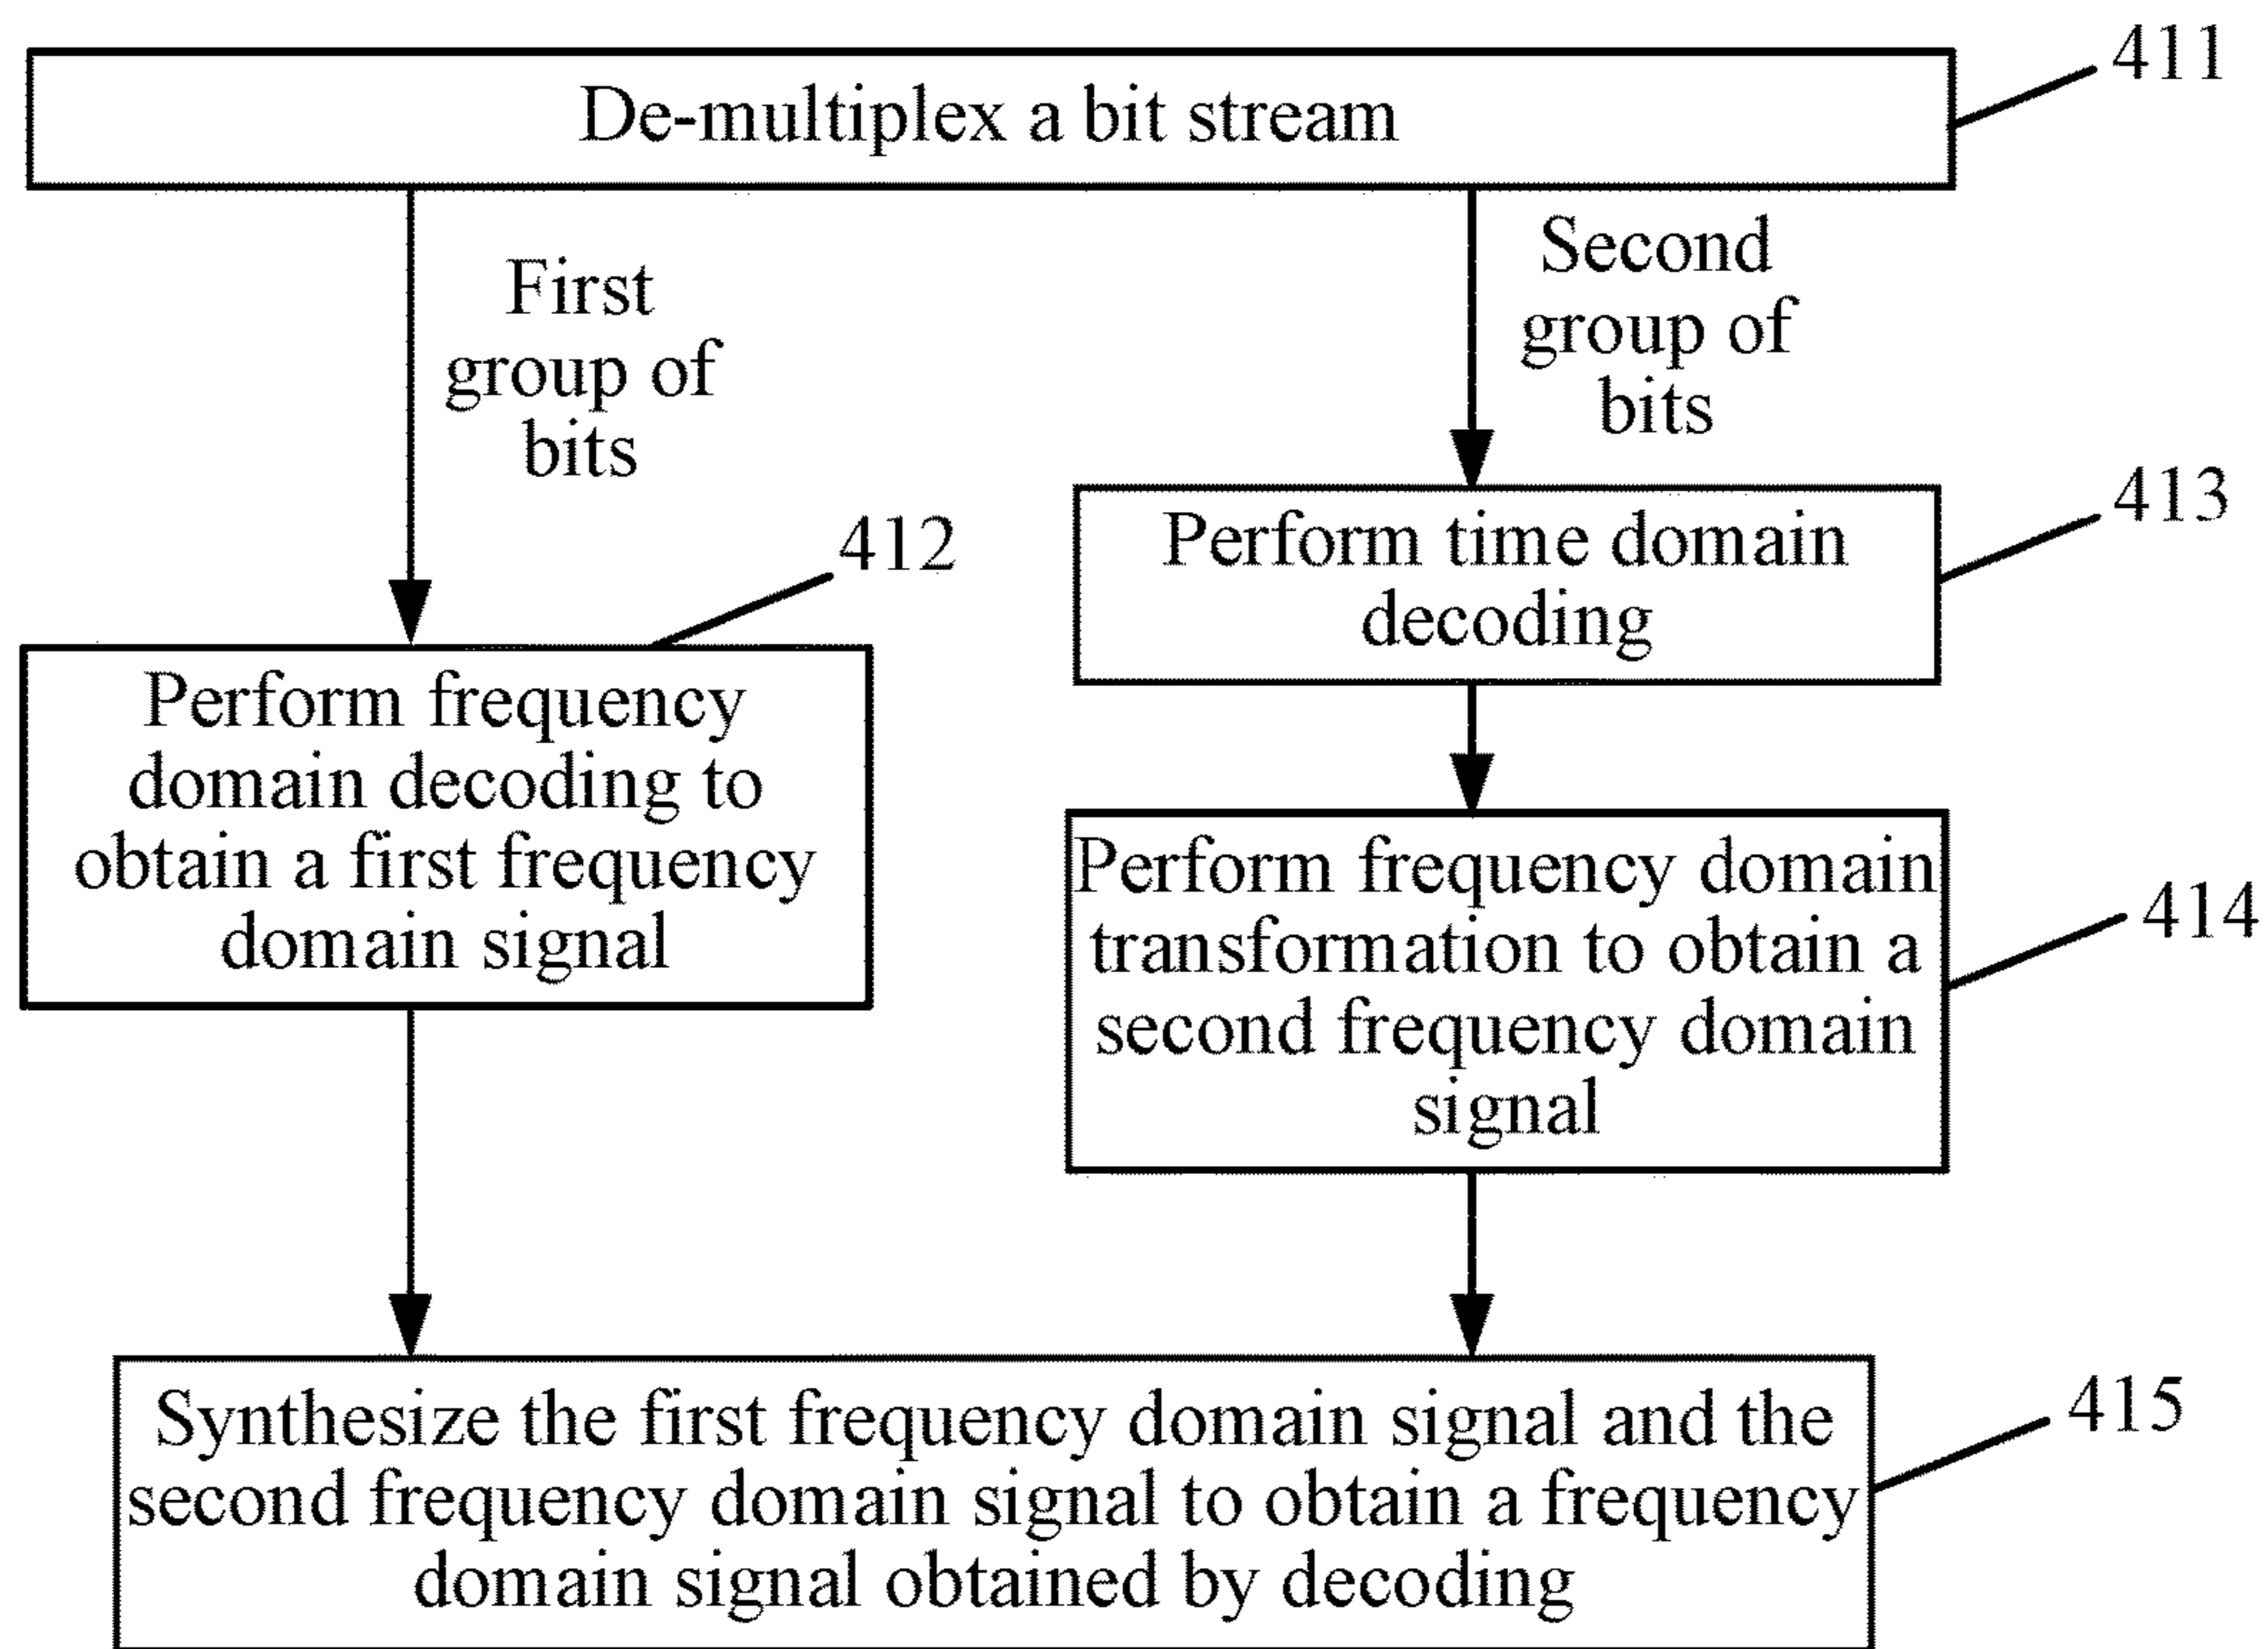 De-multiplex a bit stream
411
First
group of
bits
Second
group of
bits
412
Perform frequency
domain decoding to
obtain a first frequency
domain signal
413
Perform time domain
decoding
Perform frequency domain
transformation to obtain a
second frequency domain
signal
414
Synthesize the first frequency domain signal and the
second frequency domain signal to obtain a frequency
domain signal obtained by decoding
415